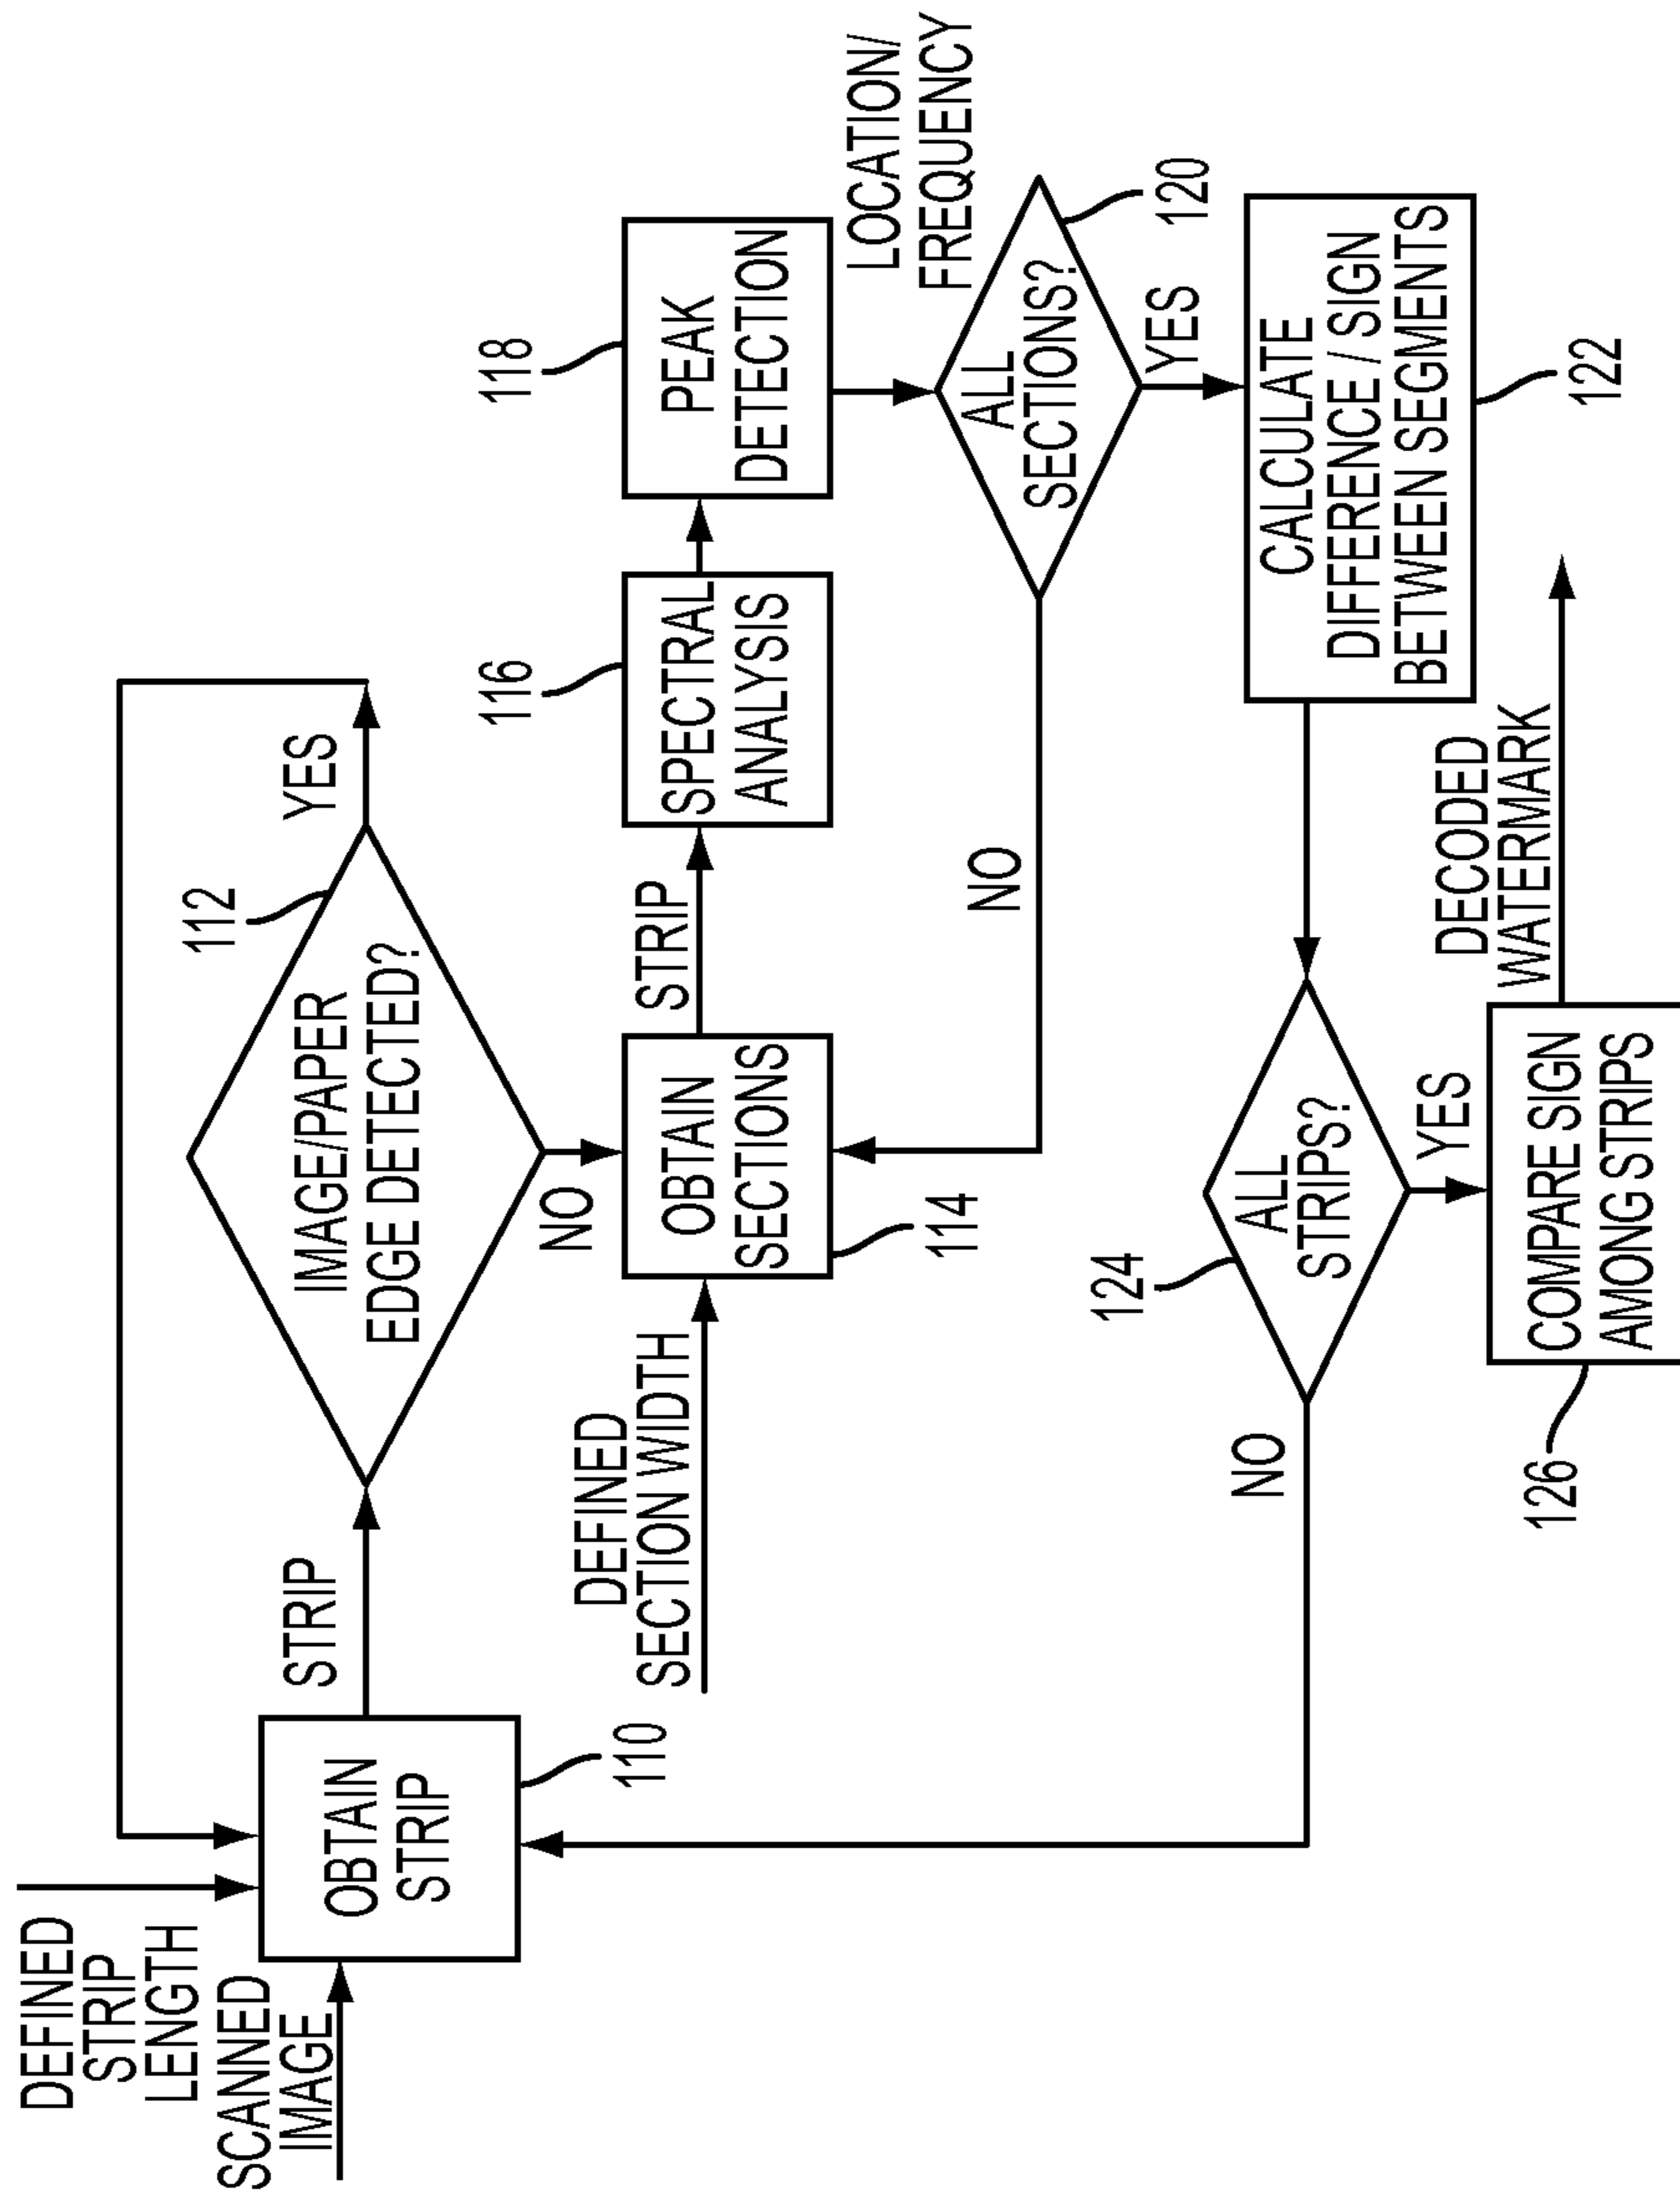 DEFINED
STRIP
LENGTH
SCANNED
IMAGE
OBTAIN
STRIP
110
STRIP
IMAGE/PAPER
EDGE DETECTED?
112
YES
NO
DEFINED
SECTION WIDTH
OBTAIN
SECTIONS
114
STRIP
SPECTRAL
ANALYSIS
116
PEAK
DETECTION
118
LOCATION/
FREQUENCY
ALL
SECTIONS?
120
NO
YES
CALCULATE
DIFFERENCE / SIGN
BETWEEN SEGMENTS
122
ALL
STRIPS?
124
NO
YES
COMPARE SIGN
AMONG STRIPS
126
DECODED
WATERMARK